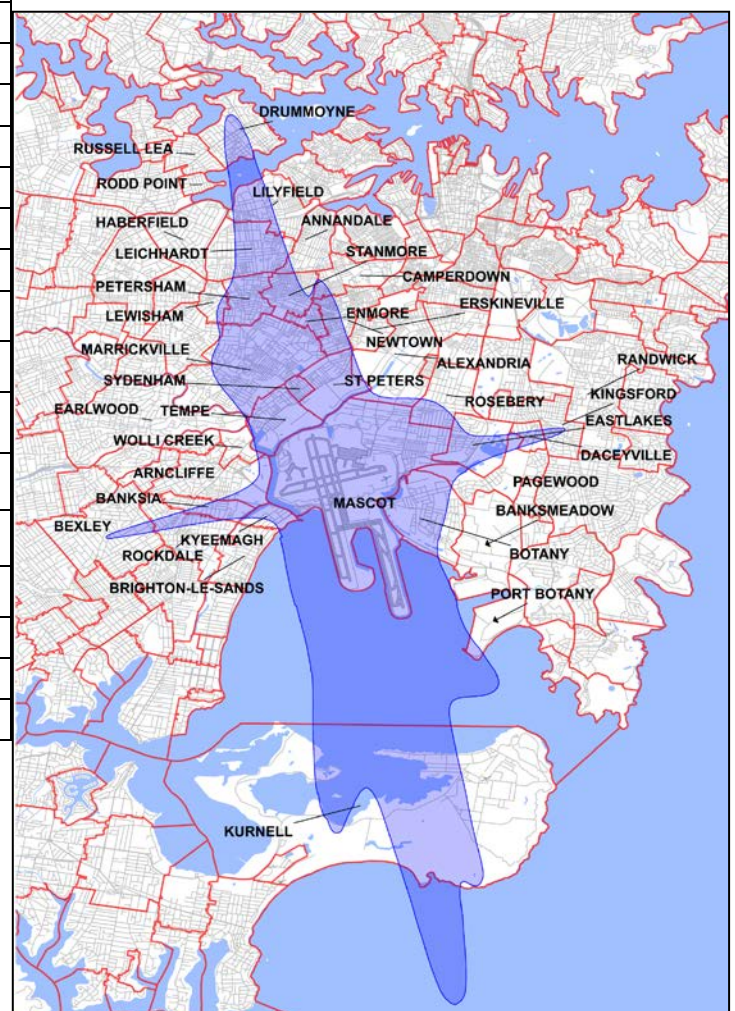 DRUMMOYNE
RUSSELL LEA
RODD POINT
LILYFIELD
HABERFIELD
ANNANDALE
LEICHHARDT
STANMORE
CAMPERDOWN
PETERSHAM
ERSKINEVILLE
LEWISHAM
ENMORE
NEWTOWN
MARRICKVILLE
ALEXANDRIA
RANDWICK
SYDENHAM
ST PETERS
KINGSFORD
EARLWOOD
TEMPE
ROSEBERY
EASTLAKES
WOLLI CREEK
DACEYVILLE
ARNCLIFFE
PAGEWOOD
BANKSIA
MASCOT
BANKSMEADOW
BEXLEY
KYEEMAGH
ROCKDALE
BOTANY
BRIGHTON-LE-SANDS
PORT BOTANY
KURNELL